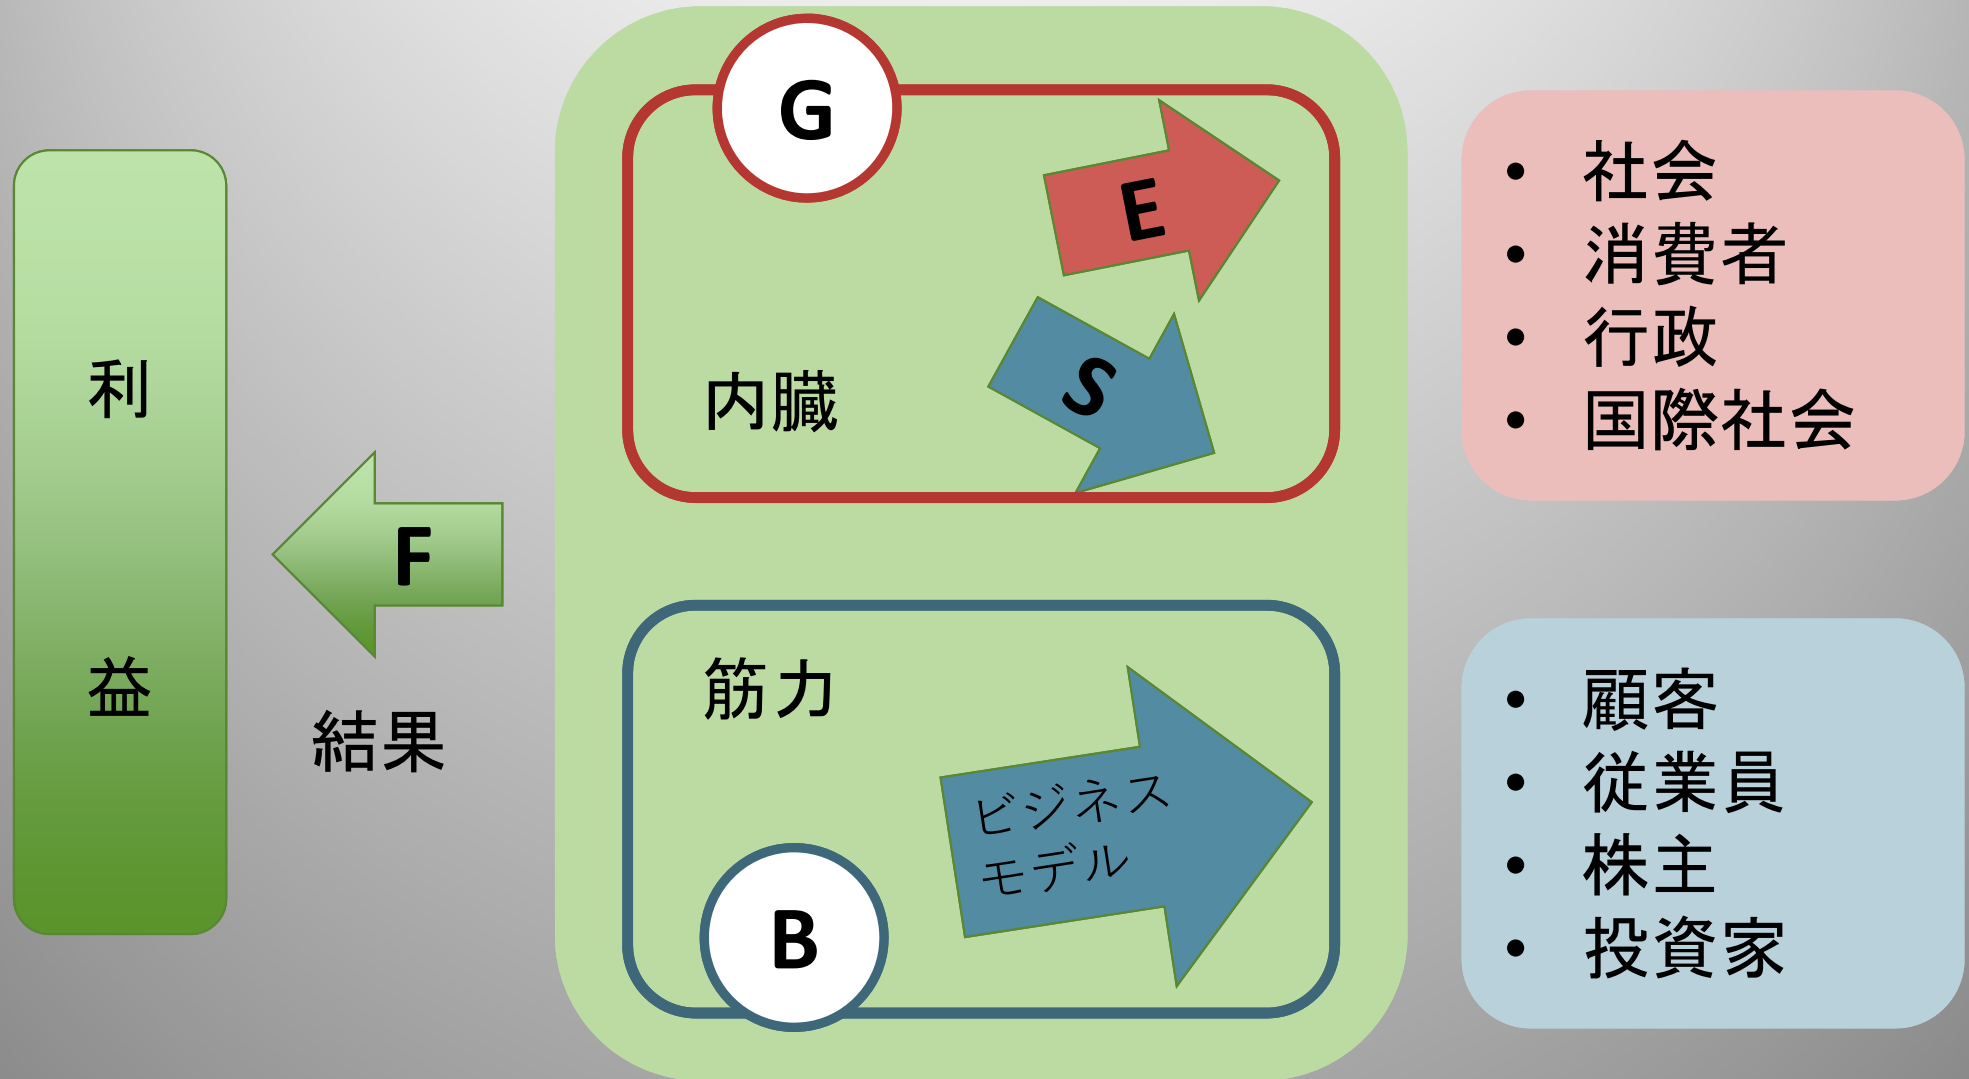 利
益
F
結果
G
E
S
内臓
筋力
ビジネス
モデル
B
• 社会
• 消費者
• 行政
• 国際社会
• 顧客
• 従業員
• 株主
• 投資家